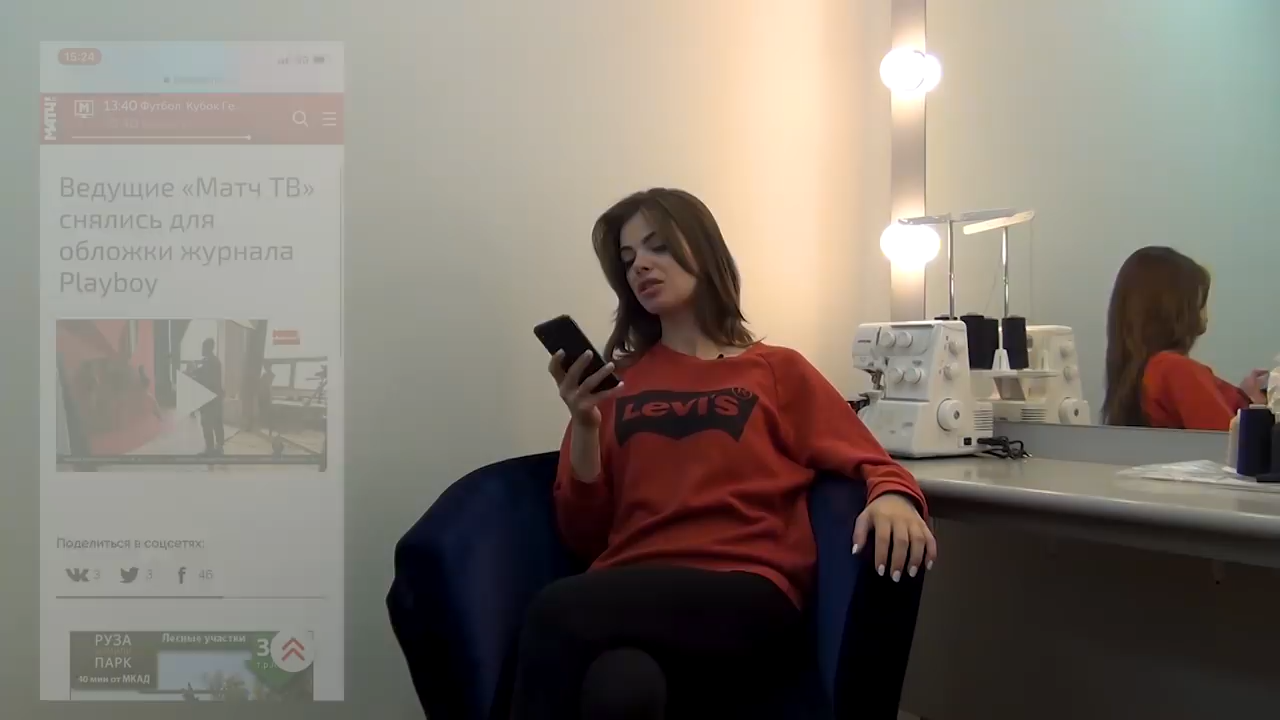 15:24
МАТЧ!
13:40 Футбол. Кубок Ге.
Ведущие «Матч ТВ»
снялись для
обложки журнала
Playboy
Поделиться в соцсетях:
3
3
46
РУЗА
ПАРК
40 мин от МКАД
Лесные участки
LEVI'S